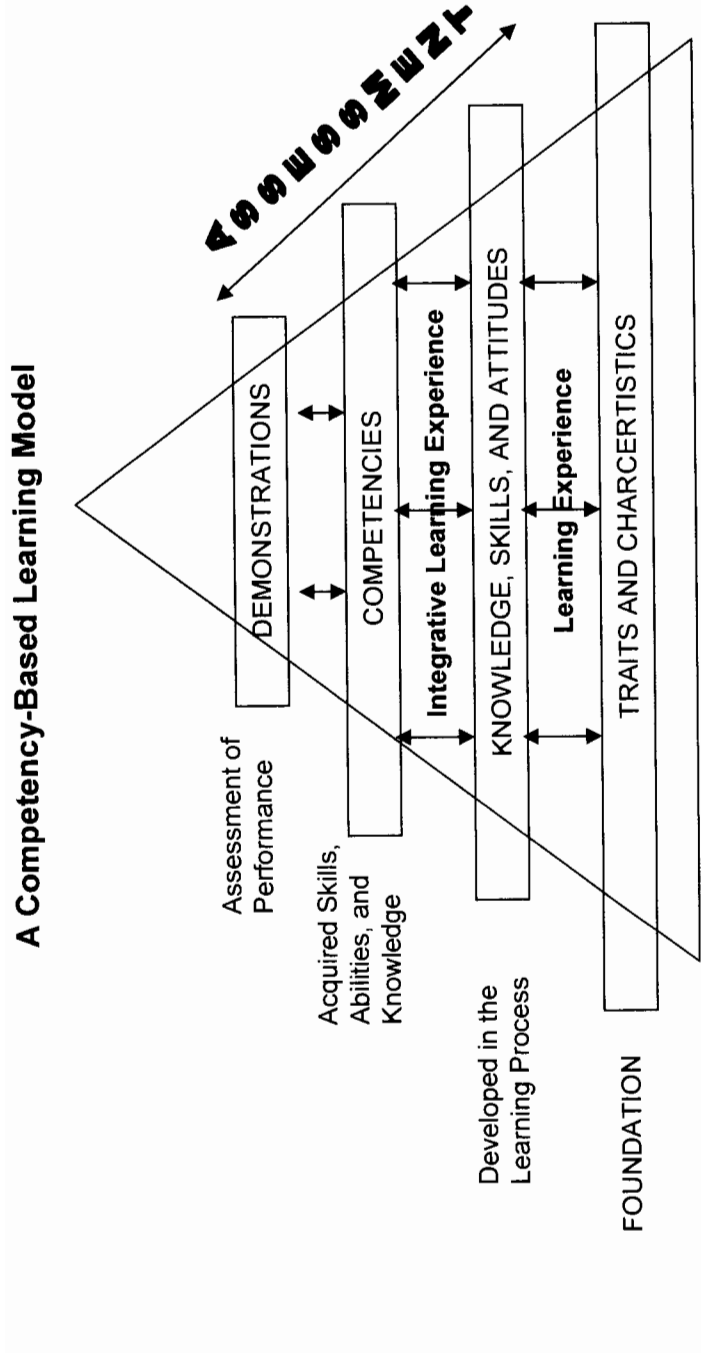 A Competency-Based Learning Model
ASSESSMENT
Assessment of
Performance
DEMONSTRATIONS
Acquired Skills,
Abilities, and
Knowledge
COMPETENCIES
Integrative Learning Experience
Developed in the
Learning Process
KNOWLEDGE, SKILLS, AND ATTITUDES
Learning Experience
FOUNDATION
TRAITS AND CHARCERTISTICS